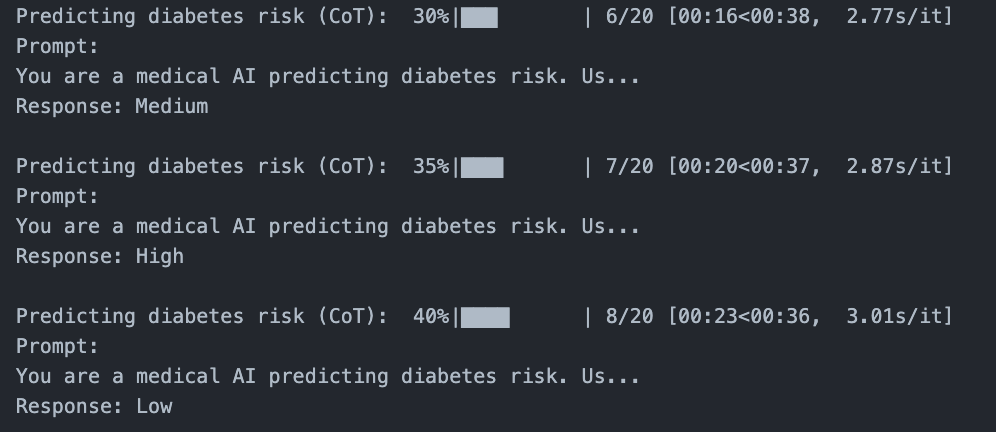 Predicting diabetes risk (CoT):  30%|███       | 6/20 [00:16<00:38,  2.77s/it]
Prompt:
You are a medical AI predicting diabetes risk. Us...
Response: Medium

Predicting diabetes risk (CoT):  35%|███▌      | 7/20 [00:20<00:37,  2.87s/it]
Prompt:
You are a medical AI predicting diabetes risk. Us...
Response: High

Predicting diabetes risk (CoT):  40%|████      | 8/20 [00:23<00:36,  3.01s/it]
Prompt:
You are a medical AI predicting diabetes risk. Us...
Response: Low